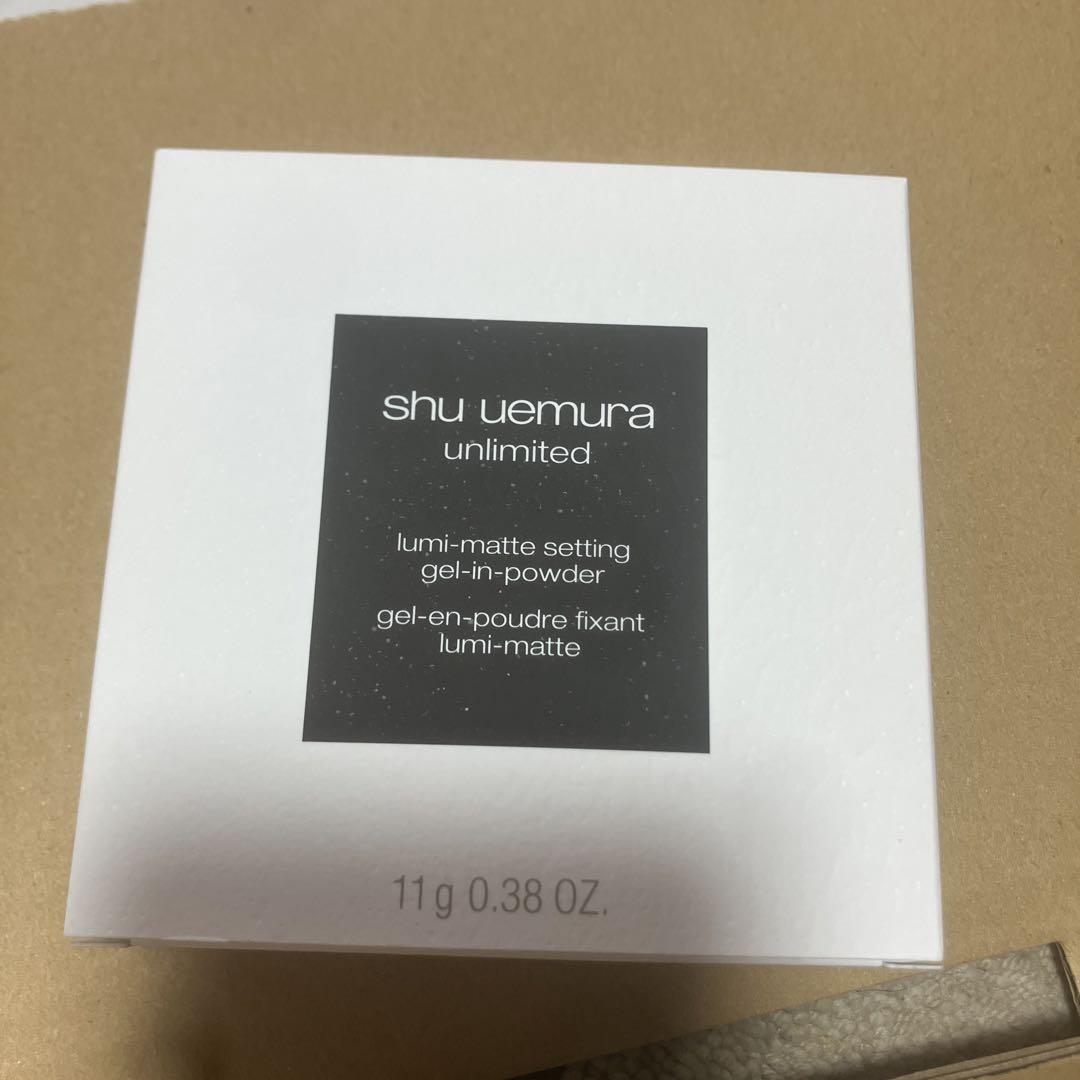 shu uemura
unlimited
lumi-matte setting
gel-in-powder
gel-en-poudre fixant
lumi-matte
11g 0.38 OZ.